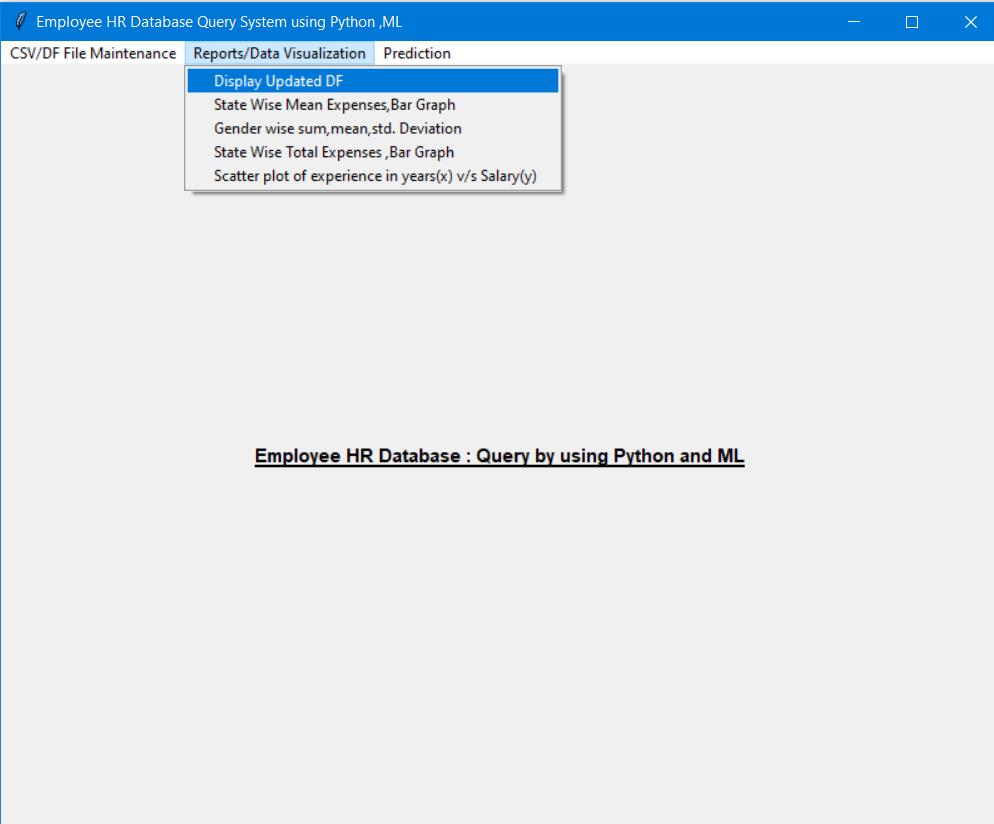 Employee HR Database Query System using Python ,ML
CSV/DF File Maintenance Reports/Data Visualization Prediction
Display Updated DF
State Wise Mean Expenses,Bar Graph
Gender wise sum,mean,std. Deviation
State Wise Total Expenses ,Bar Graph
Scatter plot of experience in years(x) v/s Salary(y)
Employee HR Database : Query by using Python and ML